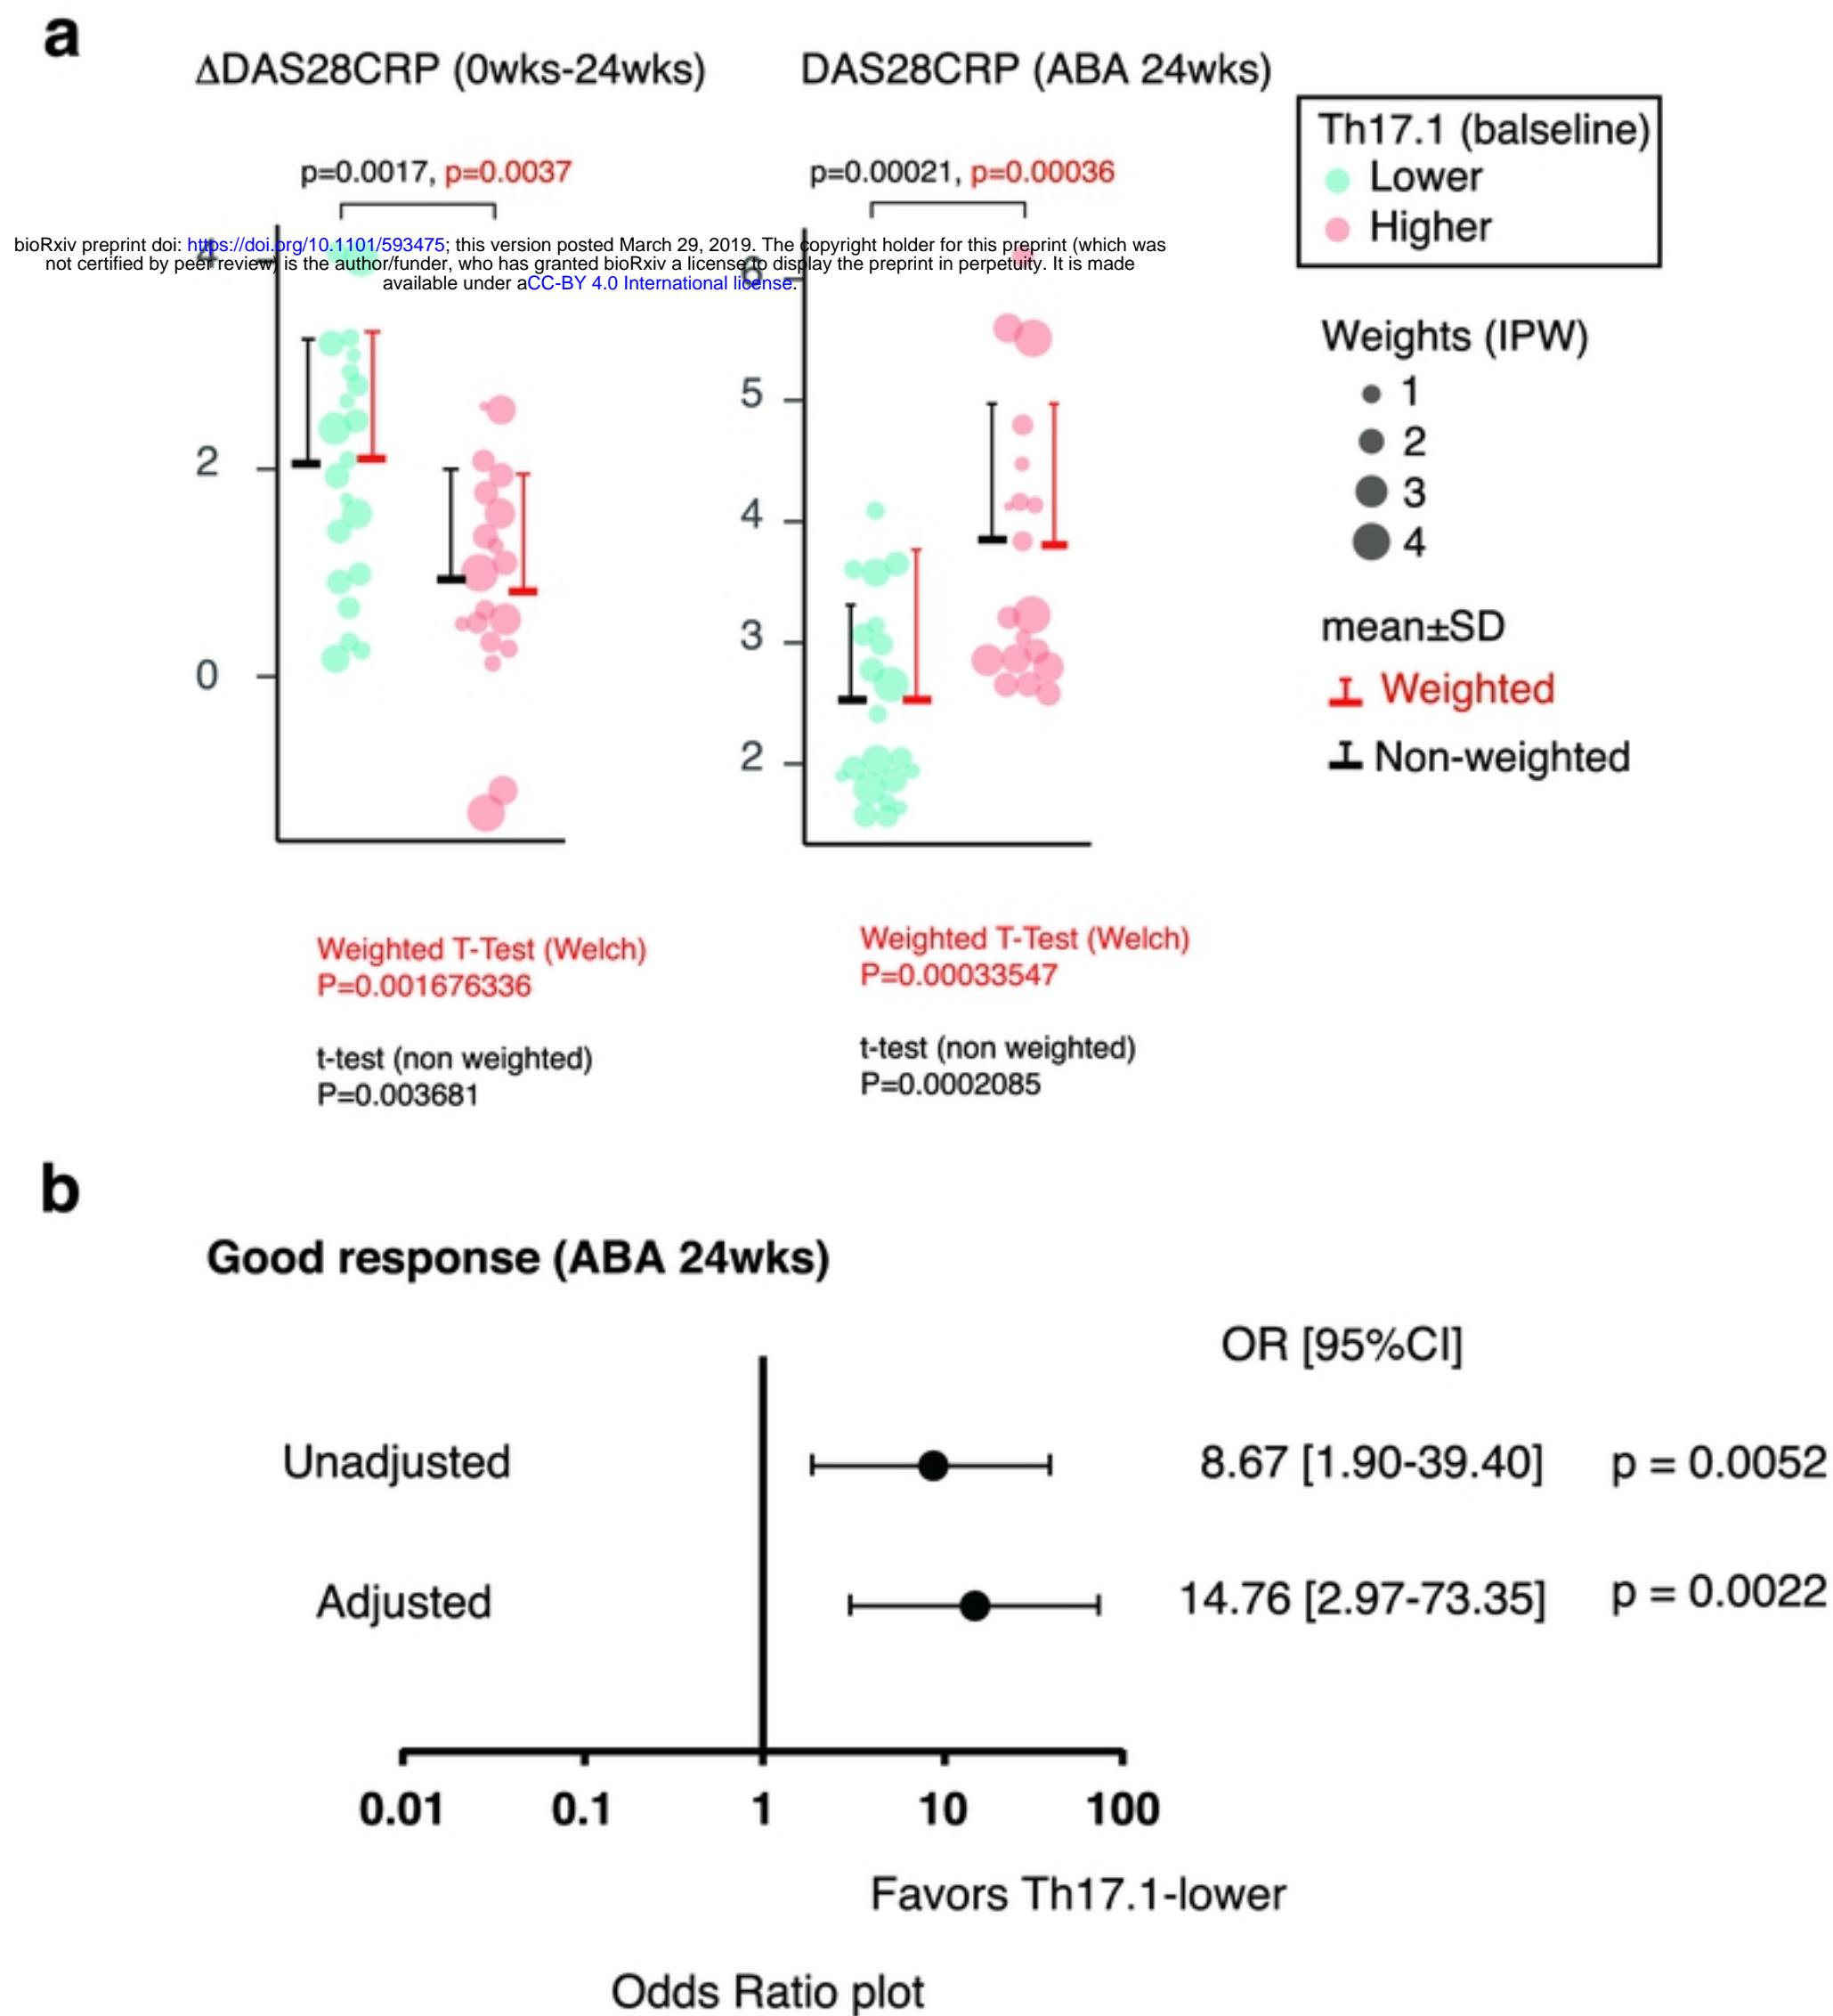 a
ΔDAS28CRP (0wks-24wks)
DAS28CRP (ABA 24wks)
p=0.0017, p=0.0037
p=0.00021, p=0.00036
Th17.1 (balseline)
Lower
Higher
bioRxiv preprint doi: https://doi.org/10.1101/593475; this version posted March 29, 2019. The copyright holder for this preprint (which was
not certified by peer review) is the author/funder, who has granted bioRxiv a license to display the preprint in perpetuity. It is made
available under aCC-BY 4.0 International license.
4
2
0
6
5
4
3
2
Weights (IPW)
1
2
3
4
mean±SD
Weighted
Non-weighted
Weighted T-Test (Welch)
P=0.001676336
t-test (non weighted)
P=0.003681
Weighted T-Test (Welch)
P=0.00033547
t-test (non weighted)
P=0.0002085
b
Good response (ABA 24wks)
OR [95%CI]
Unadjusted 8.67 [1.90-39.40] p = 0.0052
Adjusted 14.76 [2.97-73.35] p = 0.0022
0.01 0.1 1 10 100
Favors Th17.1-lower
Odds Ratio plot